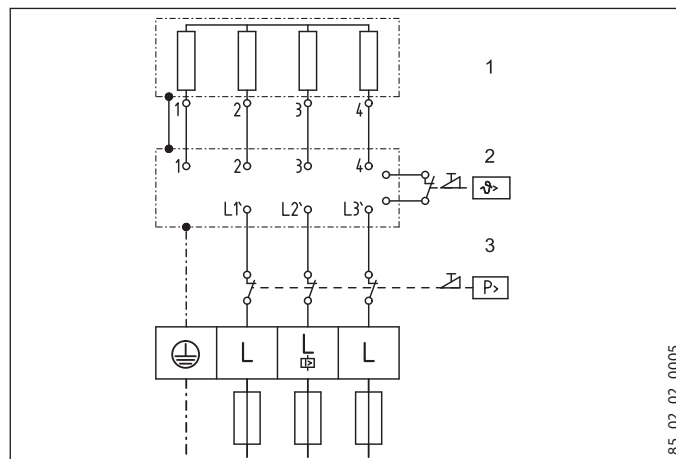 1
1 2 3 4
1 2 3 4
2
ϑ>
L1` L2` L3`
3
P>
L L L
I>
85_02_02_0005